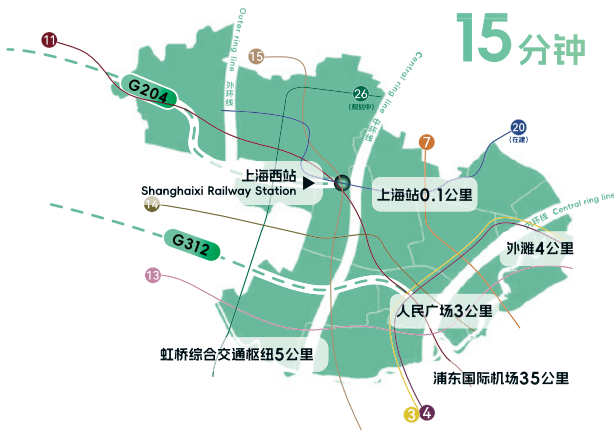 15分钟
11
15
Outer ring line
外环线
Central ring line
中环线
G204
26
(规划中)
7
20
(在建)
上海西站
Shanghaixi Railway Station
上海站0.1公里
14
中环线 Central ring line
G312
外滩4公里
13
人民广场3公里
虹桥综合交通枢纽5公里
浦东国际机场35公里
3
4